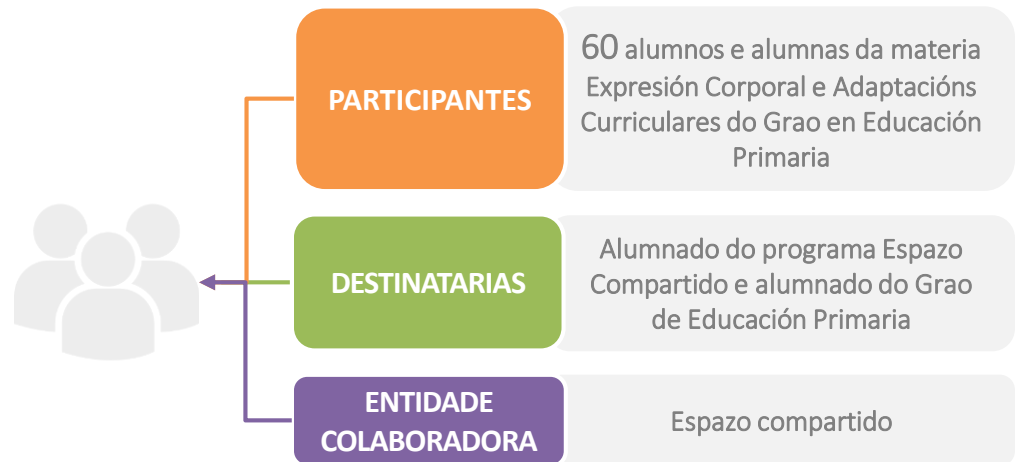 PARTICIPANTES
60 alumnos e alumnas da materia
Expresión Corporal e Adaptacións
Curriculares do Grao en Educación
Primaria
DESTINATARIAS
Alumnado do programa Espazo
Compartido e alumnado do Grao
de Educación Primaria
ENTIDADE
COLABORADORA
Espazo compartido